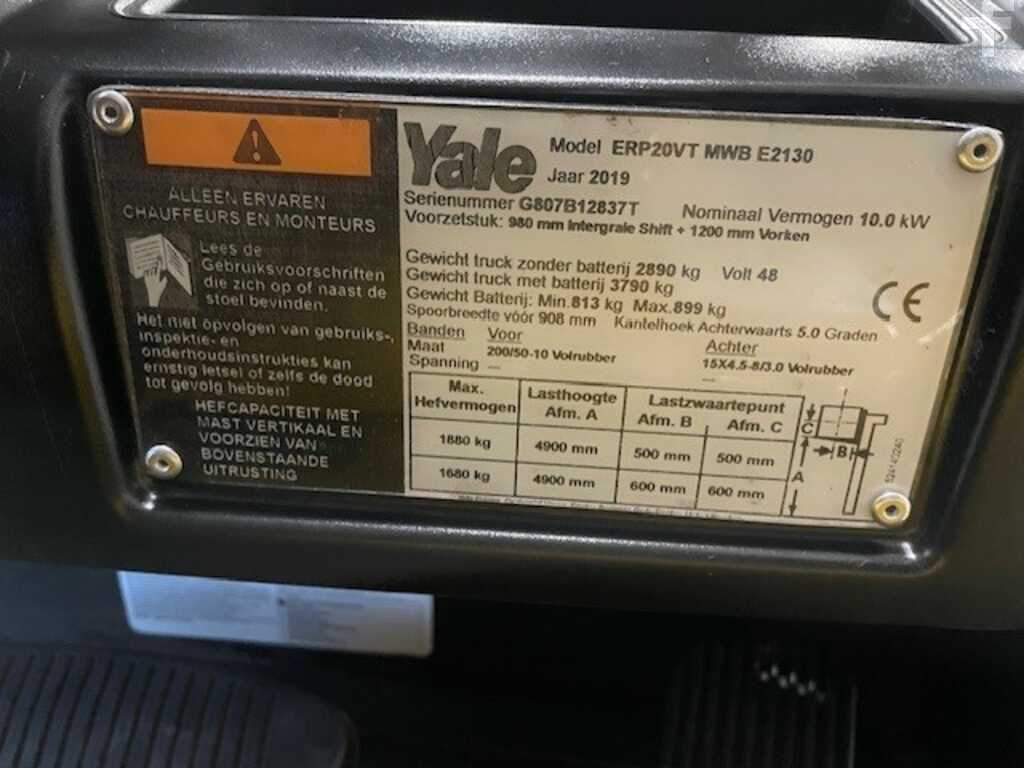 ALLEEN ERVAREN
CHAUFFEURS EN MONTEURS
Lees de
Gebruiksvoorschriften
die zich op of naast de
stoel bevinden.
Het niet opvolgen van gebruiks-,
inspektie- en
onderhoudsinstrukties kan
ernstig letsel of zelfs de dood
tot gevolg hebben!
HEFCAPACITEIT MET
MAST VERTIKAAL EN
VOORZIEN VAN
BOVENSTAANDE
UITRUSTING
Yale
Model ERP20VT MWB E2130
Jaar 2019
Serienummer G807B12837T Nominaal Vermogen 10.0 kW
Voorzetstuk: 980 mm Intergrale Shift + 1200 mm Vorken
Gewicht truck zonder batterij 2890 kg Volt 48
Gewicht truck met batterij 3790 kg
Gewicht Batterij: Min.813 kg Max.899 kg
CE
Spoorbreedte vóór 908 mm Kantelhoek Achterwaarts 5.0 Graden
Banden Voor Achter
Maat 200/50-10 Volrubber 15X4.5-8/3.0 Volrubber
Spanning — —
Max. Hefvermogen Lasthoogte Afm. A Lastzwaartepunt Afm. B Afm. C
1880 kg 4900 mm 500 mm 500 mm
1680 kg 4900 mm 600 mm 600 mm
C
B
A
524140240